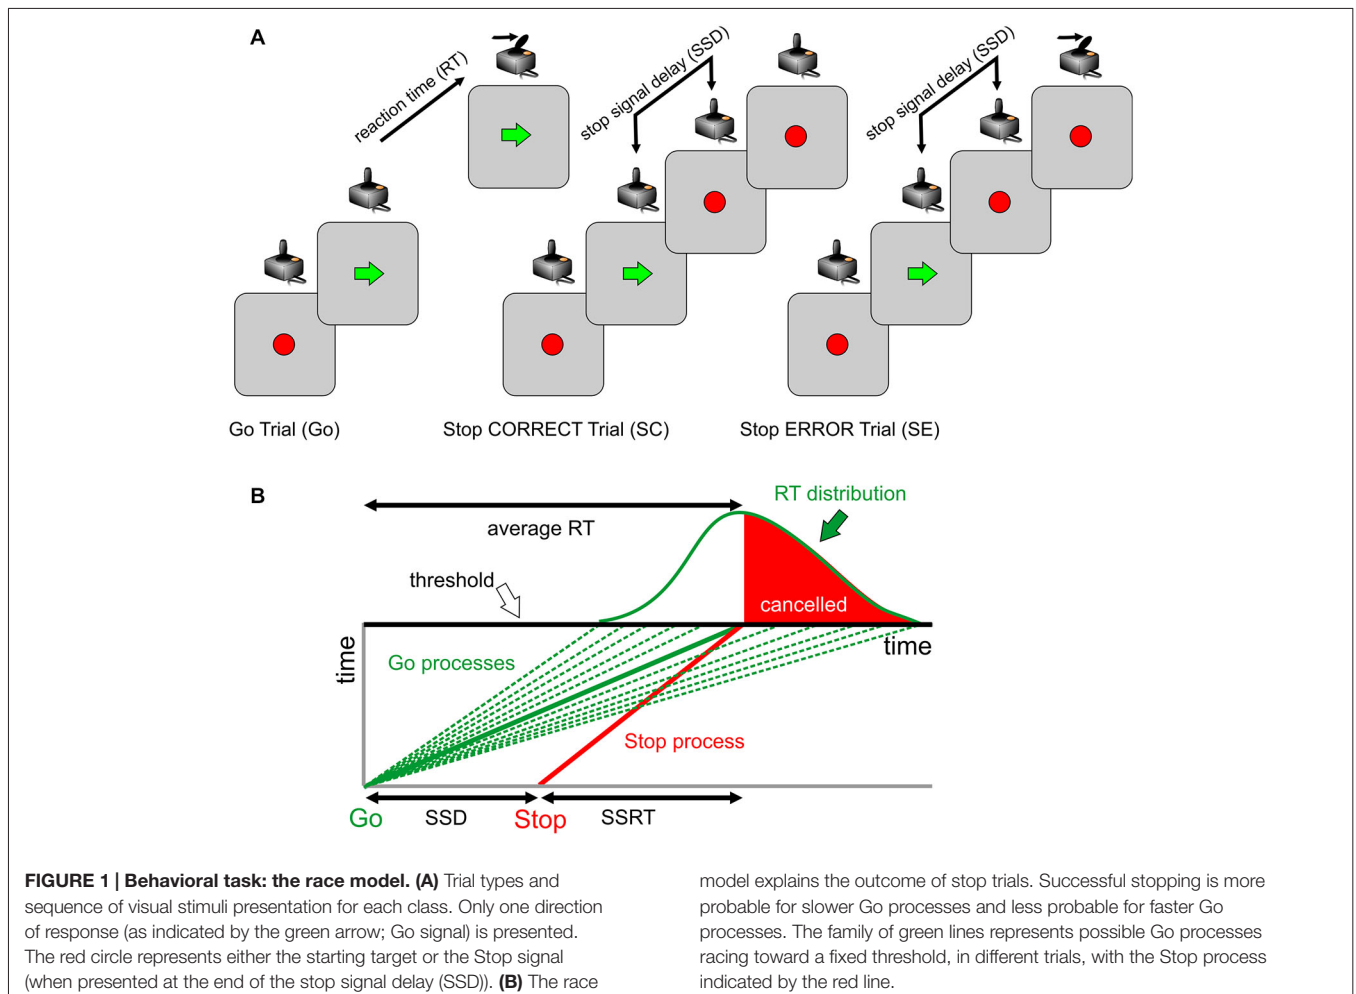 A
reaction time (RT)
stop signal delay (SSD)
stop signal delay (SSD)
Go Trial (Go)
Stop CORRECT Trial (SC)
Stop ERROR Trial (SE)
B
RT distribution
average RT
threshold
cancelled
time
time
Go processes
Stop process
Go
SSD
Stop
SSRT
FIGURE 1 | Behavioral task: the race model. (A) Trial types and
sequence of visual stimuli presentation for each class. Only one direction
of response (as indicated by the green arrow; Go signal) is presented.
The red circle represents either the starting target or the Stop signal
(when presented at the end of the stop signal delay (SSD)). (B) The race
model explains the outcome of stop trials. Successful stopping is more
probable for slower Go processes and less probable for faster Go
processes. The family of green lines represents possible Go processes
racing toward a fixed threshold, in different trials, with the Stop process
indicated by the red line.